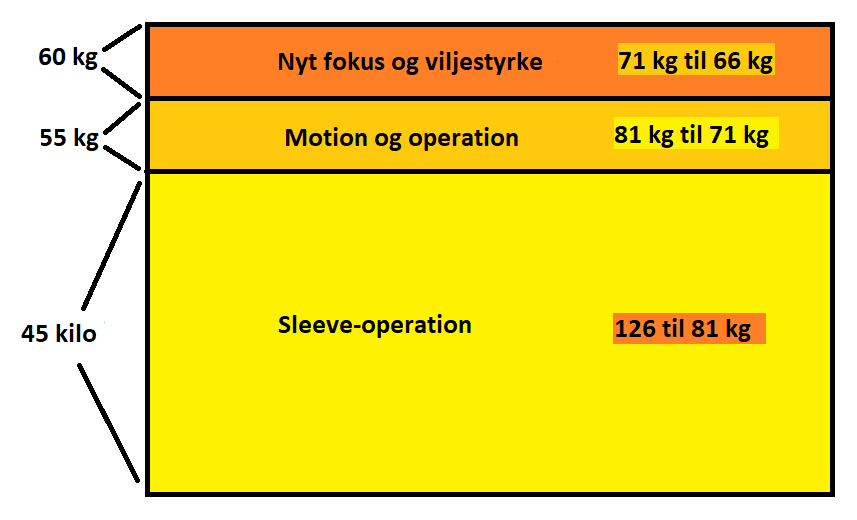 60 kg
Nyt fokus og viljestyrke
71 kg til 66 kg
55 kg
Motion og operation
81 kg til 71 kg
45 kilo
Sleeve-operation
126 til 81 kg